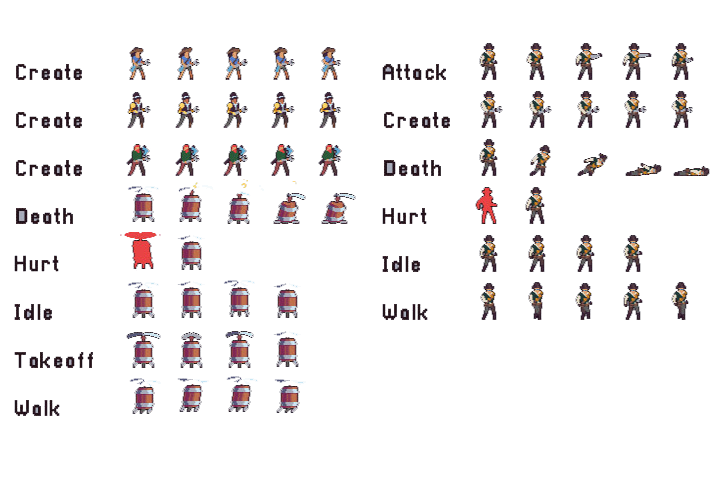 Create
Create
Create
Death
Hurt
Idle
Takeoff
Walk
Attack
Create
Death
Hurt
Idle
Walk